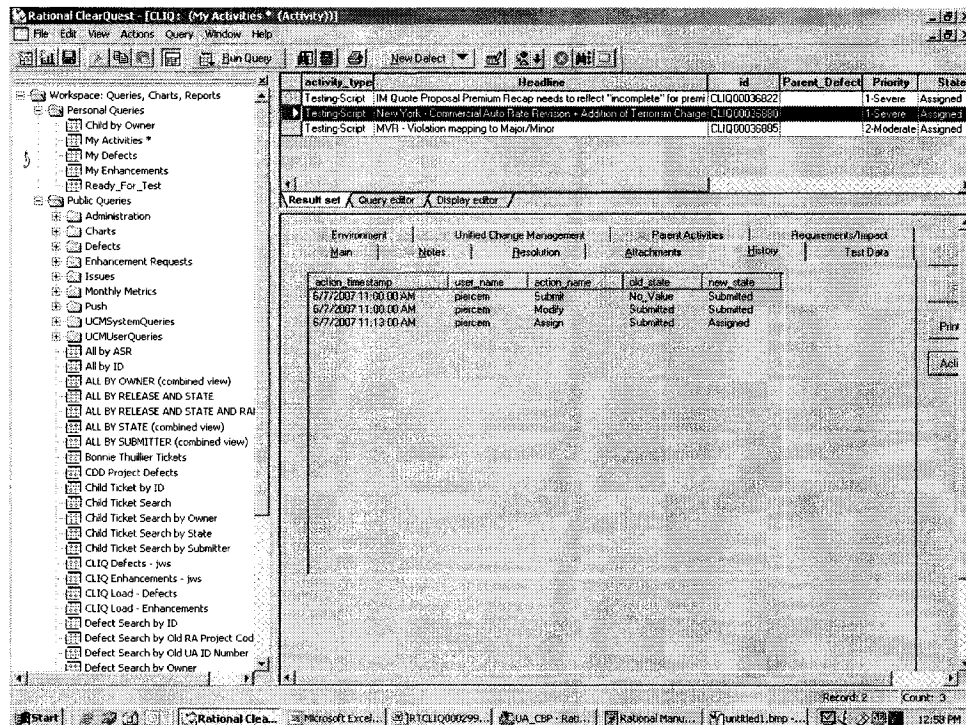 Rational ClearQuest - [CLIQ: (My Activities * (Activity))]
File Edit View Actions Query Window Help
Run Query New Defect
Workspace: Queries, Charts, Reports
Personal Queries
Child by Owner
My Activities *
My Defects
My Enhancements
Ready_For_Test
Public Queries
Administration
Charts
Defects
Enhancement Requests
Issues
Monthly Metrics
Push
UCMSystemQueries
UCMUserQueries
All by ASR
All by ID
ALL BY OWNER (combined view)
ALL BY RELEASE AND STATE
ALL BY RELEASE AND STATE AND RAI
ALL BY STATE (combined view)
ALL BY SUBMITTER (combined view)
Bonnie Thuillier Tickets
CDD Project Defects
Child Ticket by ID
Child Ticket Search
Child Ticket Search by Owner
Child Ticket Search by State
Child Ticket Search by Submitter
CLIQ Defects - jws
CLIQ Enhancements - jws
CLIQ Load - Defects
CLIQ Load - Enhancements
Defect Search by ID
Defect Search by Old RA Project Cod
Defect Search by Old UA ID Number
Defect Search by Owner
activity_type Headline id Parent_Defect Priority State
Testing-Script IM Quote Proposal Premium Recap needs to reflect "incomplete" for premi CLIQ00036822 1-Severe Assigned
Testing-Script New York - Commercial Auto Rate Revision - Addition of Terrorism Charge CLIQ00036880 1-Severe Assigned
Testing-Script MVR - Violation mapping to Major/Minor CLIQ00036885 2-Moderate Assigned
Result set Query editor Display editor
Environment Unified Change Management Parent Activities Requirements/Impact
Main Notes Resolution Attachments History Test Data
action_timestamp user_name action_name old_state new_state
6/7/2007 11:00:00 AM piercem Submit No_Value Submitted
6/7/2007 11:00:00 AM piercem Modify Submitted Submitted
6/7/2007 11:13:00 AM piercem Assign Submitted Assigned
Print
Acti
Record: 2 Count: 3
Start Rational Clea... Microsoft Excel... RTCLIQ000299... UA_CBP - Rati... Rational Manu... untitled1.bmp - ... 12:58 PM